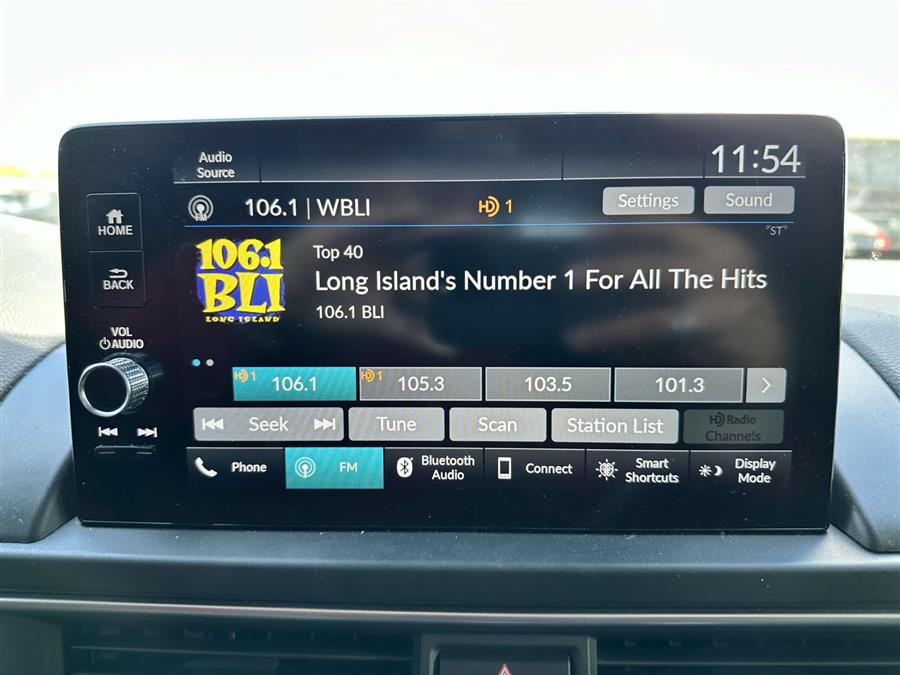 Audio
Source
11:54
106.1 | WBLI
HD 1
Settings
Sound
FM
ST
HOME
BACK
VOL
AUDIO
106.1
BLI
LONG ISLAND
Top 40
Long Island's Number 1 For All The Hits
106.1 BLI
HD 1
106.1
HD 1
105.3
103.5
101.3
Seek
Tune
Scan
Station List
HD Radio
Channels
Phone
FM
Bluetooth
Audio
Connect
Smart
Shortcuts
Display
Mode